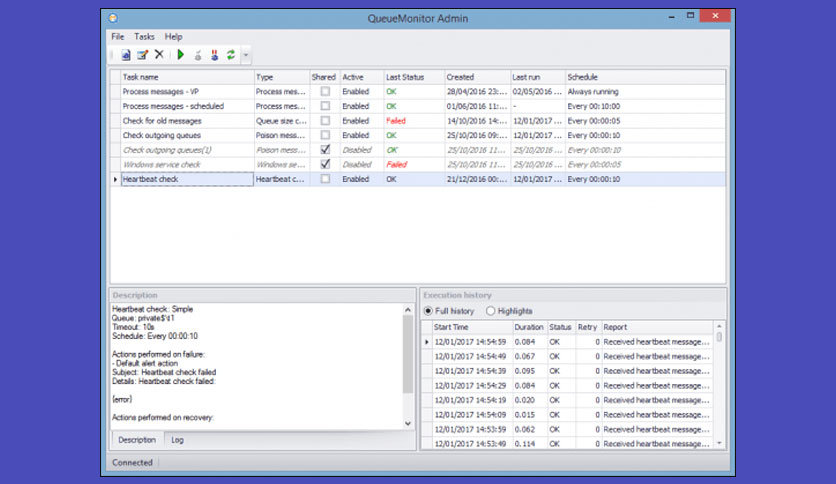 QueueMonitor Admin
File Tasks Help
Task name Type Shared Active Last Status Created Last run Schedule
Process messages - VP Process mes... Enabled OK 28/04/2016 23:... 02/05/2016 ... Always running
Process messages - scheduled Process mes... Enabled OK 01/06/2016 11:... - Every 00:10:00
Check for old messages Queue size c... Enabled Failed 14/10/2016 14:... 12/01/2017 ... Every 00:00:05
Check outgoing queues Poison mess... Enabled OK 25/10/2016 09:... 12/01/2017 ... Every 00:00:10
Check outgoing queues(1) Poison mess... Disabled OK 25/10/2016 11:... 25/10/2016 ... Every 00:00:10
Windows service check Windows se... Disabled Failed 25/10/2016 11:... 25/10/2016 ... Every 00:00:05
Heartbeat check Heartbeat c... Enabled OK 21/12/2016 00:... 12/01/2017 ... Every 00:00:10
Description
Heartbeat check: Simple
Queue: private$\t1
Timeout: 10s
Schedule: Every 00:00:10
Actions performed on failure:
- Default alert action
Subject: Heartbeat check failed
Details: Heartbeat check failed:
{error}
Actions performed on recovery:
Description Log
Execution history
Full history Highlights
Start Time Duration Status Retry Report
12/01/2017 14:54:59 0.084 OK 0 Received heartbeat message...
12/01/2017 14:54:49 0.067 OK 0 Received heartbeat message...
12/01/2017 14:54:39 0.095 OK 0 Received heartbeat message...
12/01/2017 14:54:29 0.084 OK 0 Received heartbeat message...
12/01/2017 14:54:19 0.020 OK 0 Received heartbeat message...
12/01/2017 14:54:09 0.015 OK 0 Received heartbeat message...
12/01/2017 14:53:59 0.062 OK 0 Received heartbeat message...
12/01/2017 14:53:49 0.114 OK 0 Received heartbeat message...
Connected